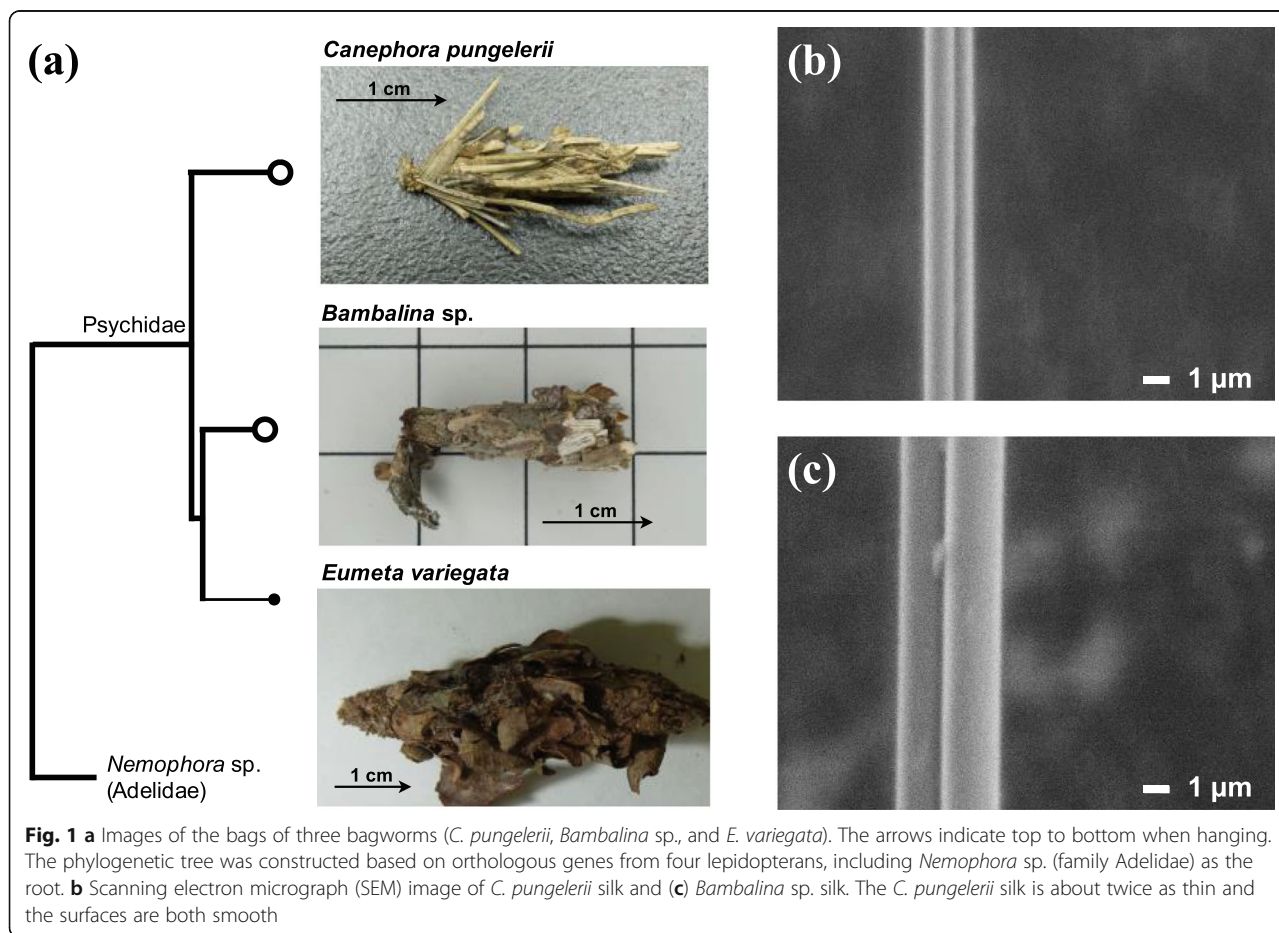 (a)
Canephora pungelerii
1 cm
Psychidae
Bambalina sp.
1 cm
Eumeta variegata
1 cm
Nemophora sp.
(Adelidae)
(b)
1 µm
(c)
1 µm
Fig. 1 a Images of the bags of three bagworms (C. pungelerii, Bambalina sp., and E. variegata). The arrows indicate top to bottom when hanging.
The phylogenetic tree was constructed based on orthologous genes from four lepidopterans, including Nemophora sp. (family Adelidae) as the
root. b Scanning electron micrograph (SEM) image of C. pungelerii silk and (c) Bambalina sp. silk. The C. pungelerii silk is about twice as thin and
the surfaces are both smooth